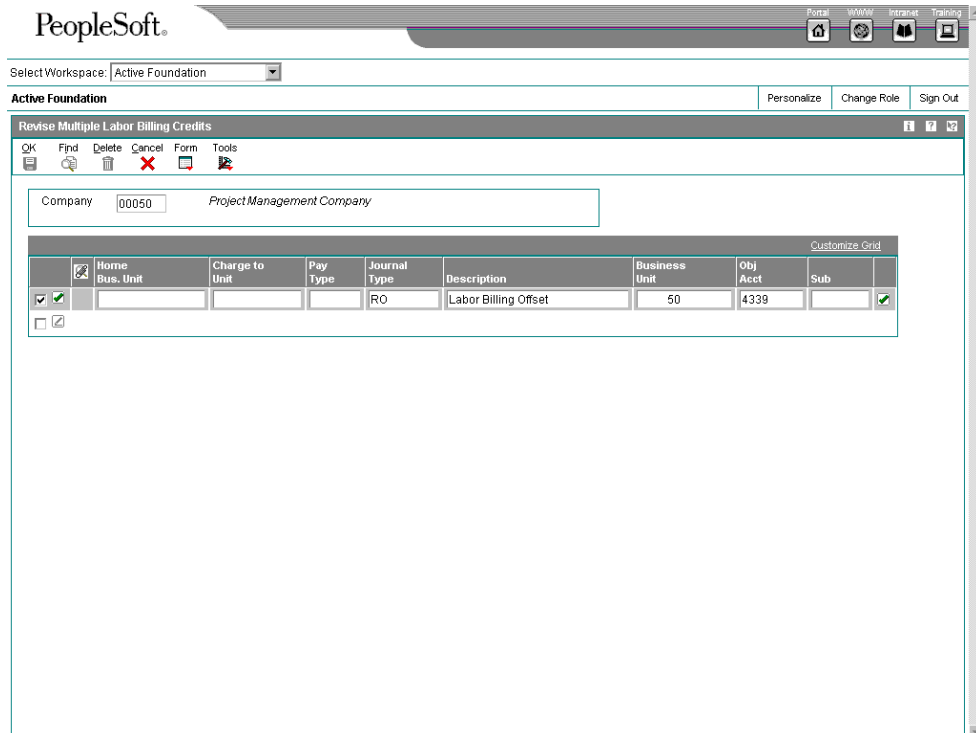 Portal WWW Intranet Training
PeopleSoft®
Select Workspace: Active Foundation
Active Foundation Personalize Change Role Sign Out
Revise Multiple Labor Billing Credits
OK Find Delete Cancel Form Tools
Company 00050 Project Management Company
Customize Grid
Home Bus. Unit Charge to Unit Pay Type Journal Type Description Business Unit Obj Acct Sub
RO Labor Billing Offset 50 4339